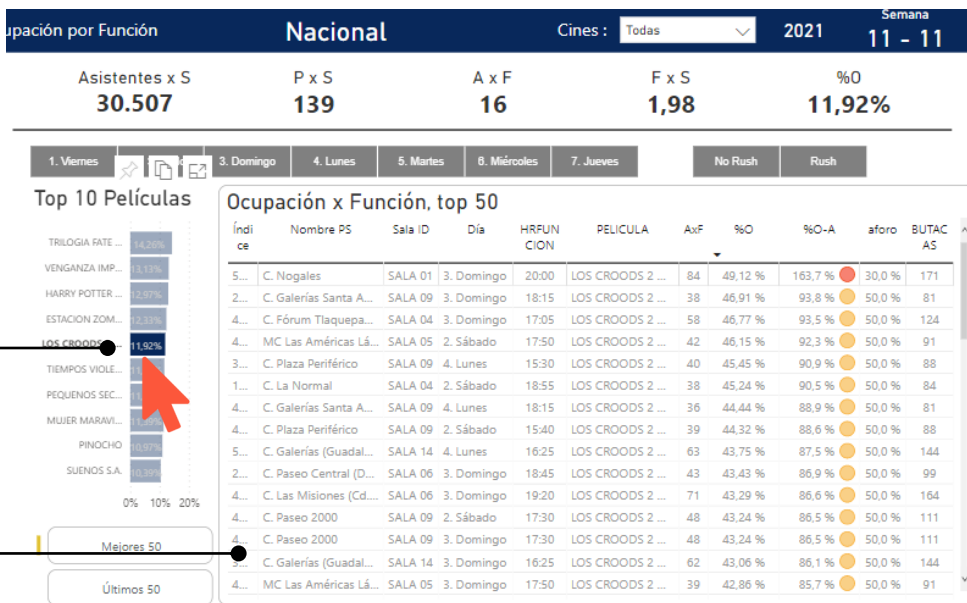 upación por Función Nacional Cines : Todas 2021 Semana 11 - 11
Asistentes x S P x S A x F F x S %O
30.507 139 16 1,98 11,92%
1. Viernes 3. Domingo 4. Lunes 5. Martes 6. Miércoles 7. Jueves No Rush Rush
Top 10 Películas
TRILOGIA FATE ... 14,26%
VENGANZA IMP... 13,13%
HARRY POTTER ... 12,97%
ESTACION ZOM... 12,33%
LOS CROODS 11,92%
TIEMPOS VIOLE...
PEQUENOS SEC...
MUJER MARAVI... 11,39%
PINOCHO 10,97%
SUENOS S.A. 10,39%
0% 10% 20%
Mejores 50
Últimos 50
Ocupación x Función, top 50
Índi ce Nombre PS Sala ID Día HRFUN CION PELICULA AxF %O %O-A aforo BUTAC AS
5... C. Nogales SALA 01 3. Domingo 20:00 LOS CROODS 2 ... 84 49,12 % 163,7 % 30,0 % 171
2... C. Galerías Santa A... SALA 09 3. Domingo 18:15 LOS CROODS 2 ... 38 46,91 % 93,8 % 50,0 % 81
4... C. Fórum Tlaquepa... SALA 04 3. Domingo 17:05 LOS CROODS 2 ... 58 46,77 % 93,5 % 50,0 % 124
4... MC Las Américas Lá... SALA 05 2. Sábado 17:50 LOS CROODS 2 ... 42 46,15 % 92,3 % 50,0 % 91
3... C. Plaza Periférico SALA 09 4. Lunes 15:30 LOS CROODS 2 ... 40 45,45 % 90,9 % 50,0 % 88
1... C. La Normal SALA 04 2. Sábado 18:55 LOS CROODS 2 ... 38 45,24 % 90,5 % 50,0 % 84
4... C. Galerías Santa A... SALA 09 4. Lunes 18:15 LOS CROODS 2 ... 36 44,44 % 88,9 % 50,0 % 81
4... C. Plaza Periférico SALA 09 2. Sábado 15:40 LOS CROODS 2 ... 39 44,32 % 88,6 % 50,0 % 88
5... C. Galerías (Guadal... SALA 14 4. Lunes 16:25 LOS CROODS 2 ... 63 43,75 % 87,5 % 50,0 % 144
2... C. Paseo Central (D... SALA 06 3. Domingo 18:45 LOS CROODS 2 ... 43 43,43 % 86,9 % 50,0 % 99
4... C. Las Misiones (Cd.... SALA 06 3. Domingo 19:20 LOS CROODS 2 ... 71 43,29 % 86,6 % 50,0 % 164
4... C. Paseo 2000 SALA 09 2. Sábado 17:30 LOS CROODS 2 ... 48 43,24 % 86,5 % 50,0 % 111
4... C. Paseo 2000 SALA 09 3. Domingo 17:30 LOS CROODS 2 ... 48 43,24 % 86,5 % 50,0 % 111
C. Galerías (Guadal... SALA 14 3. Domingo 16:25 LOS CROODS 2 ... 62 43,06 % 86,1 % 50,0 % 144
4... MC Las Américas Lá... SALA 05 3. Domingo 17:50 LOS CROODS 2 ... 39 42,86 % 85,7 % 50,0 % 91